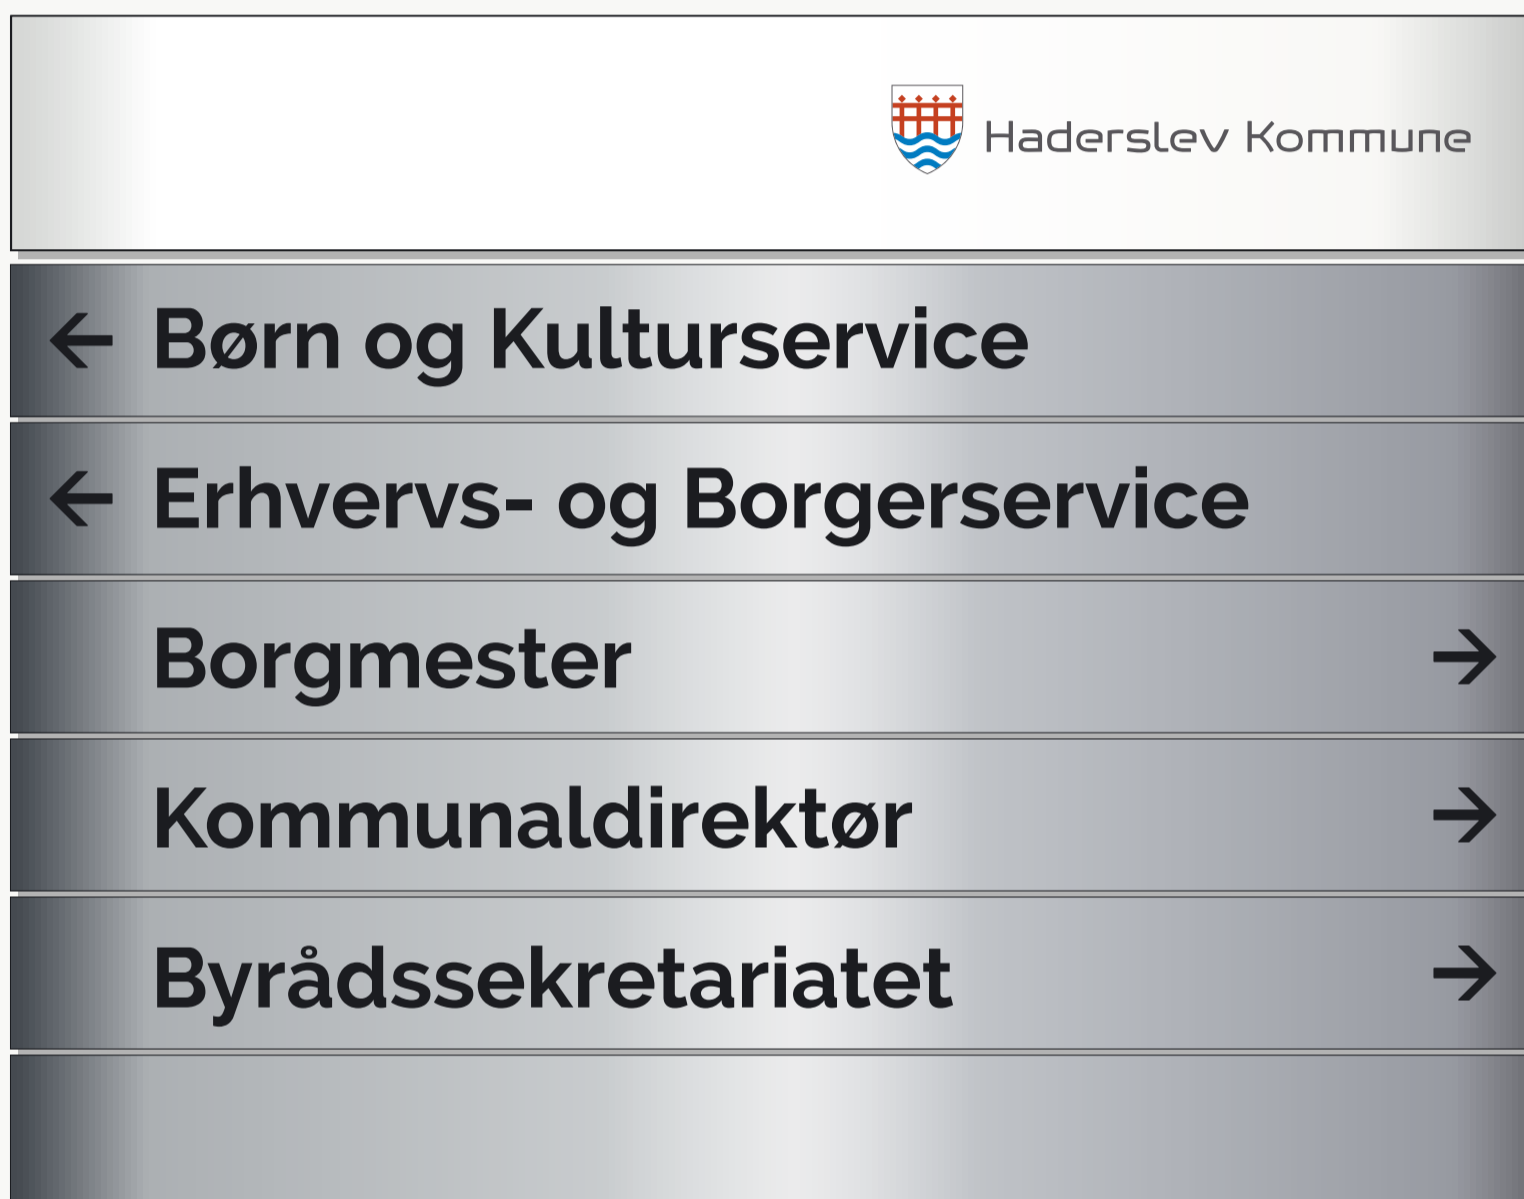 Haderslev Kommune
← Børn og Kulturservice
← Erhvervs- og Borgerservice
Borgmester →
Kommunaldirektør →
Byrådssekretariatet →